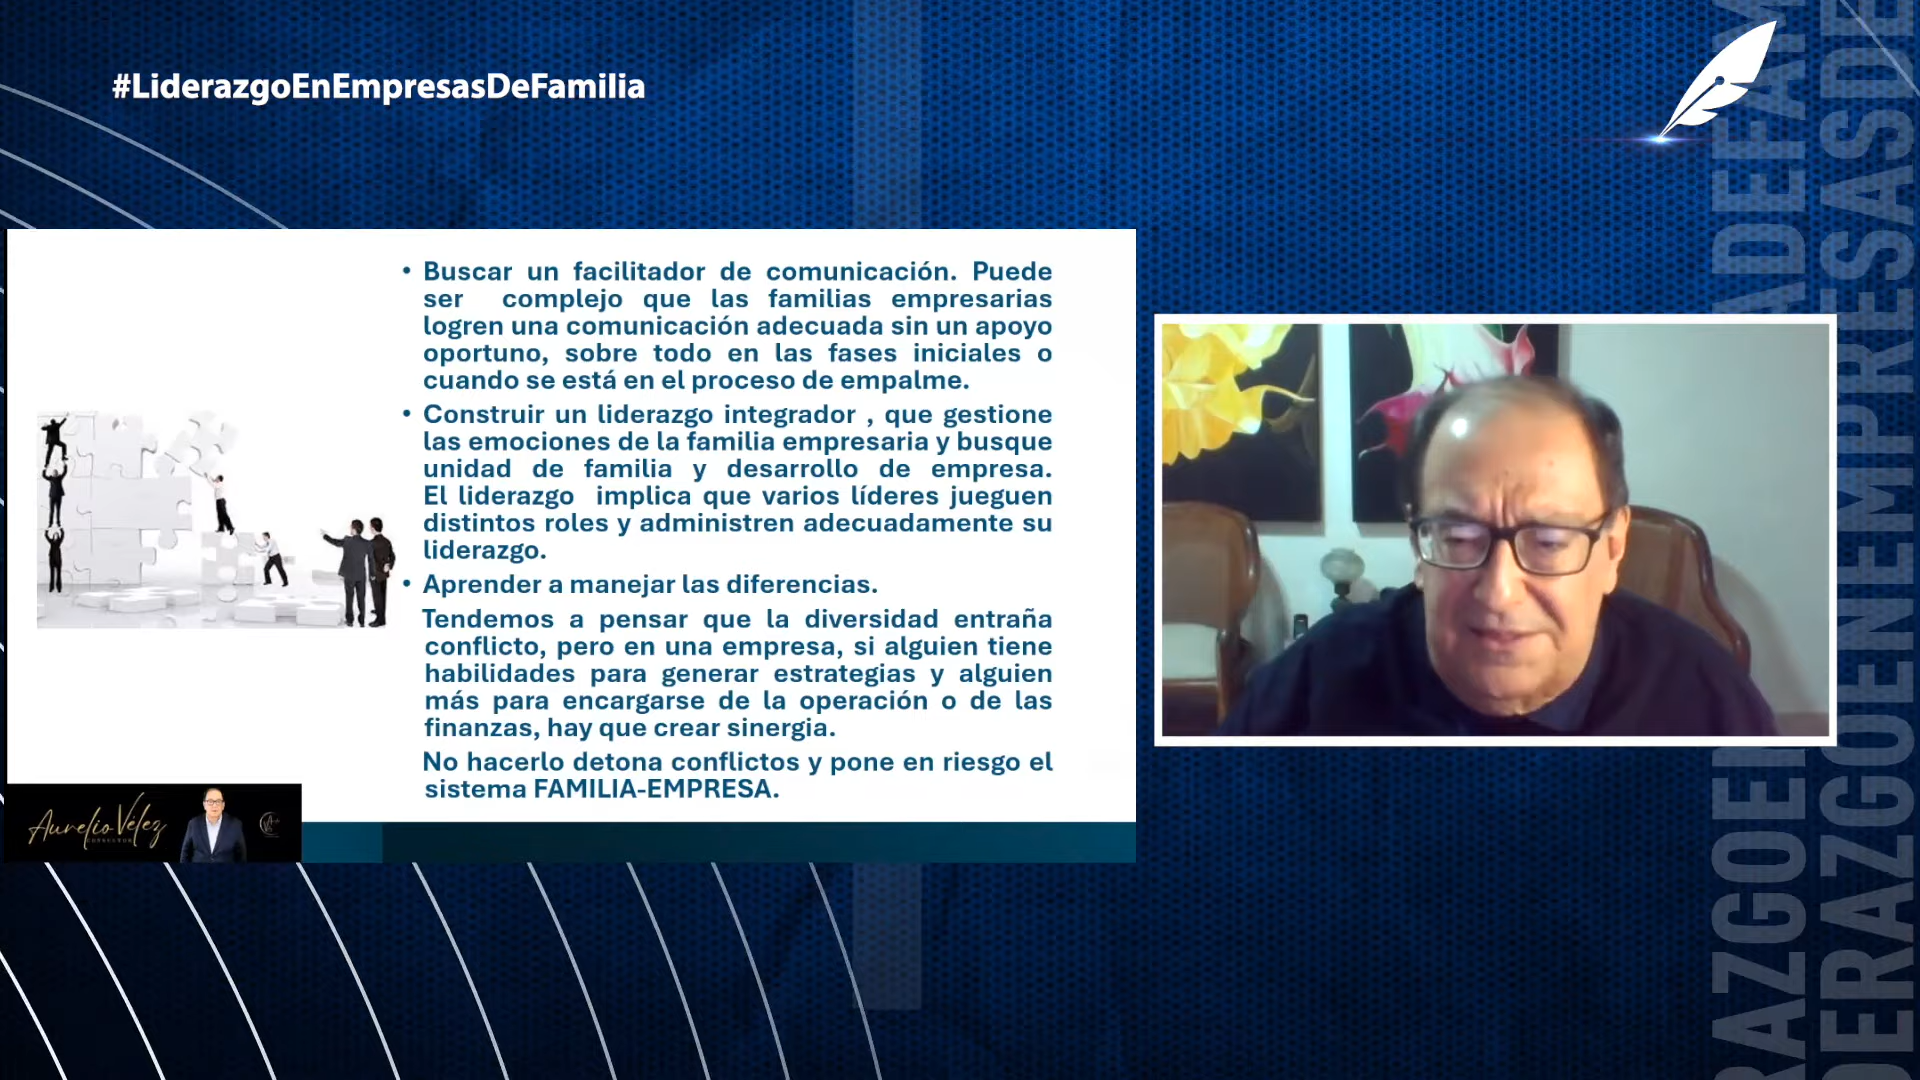 #LiderazgoEnEmpresasDeFamilia
• Buscar un facilitador de comunicación. Puede
ser complejo que las familias empresarias
logren una comunicación adecuada sin un apoyo
oportuno, sobre todo en las fases iniciales o
cuando se está en el proceso de empalme.
• Construir un liderazgo integrador , que gestione
las emociones de la familia empresaria y busque
unidad de familia y desarrollo de empresa.
El liderazgo implica que varios líderes jueguen
distintos roles y administren adecuadamente su
liderazgo.
• Aprender a manejar las diferencias.
Tendemos a pensar que la diversidad entraña
conflicto, pero en una empresa, si alguien tiene
habilidades para generar estrategias y alguien
más para encargarse de la operación o de las
finanzas, hay que crear sinergia.
No hacerlo detona conflictos y pone en riesgo el
sistema FAMILIA-EMPRESA.
Aurelio Vélez
RAZGOENEMPRESADEFAM
DERAZGOENEMPRESASDE